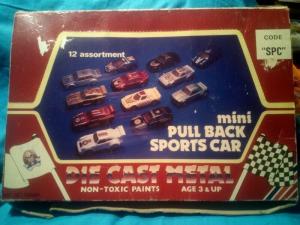 CODE
"SPC"
12 assortment
mini
PULL BACK
SPORTS CAR
DIE CAST METAL
NON-TOXIC PAINTS AGE 3 & UP